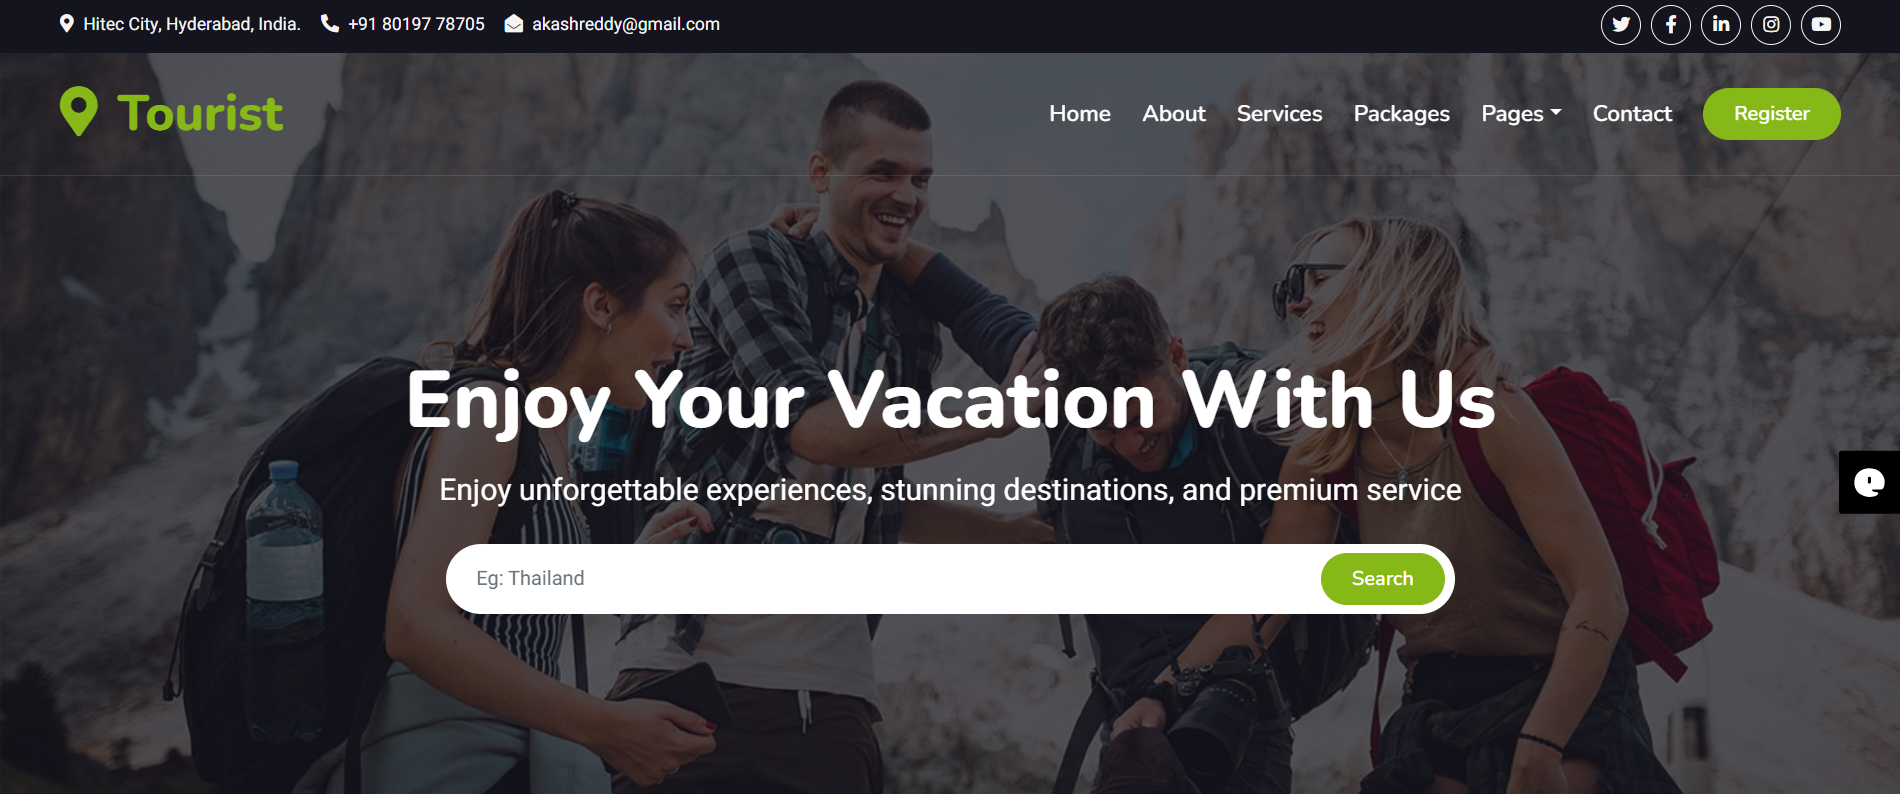 Hitec City, Hyderabad, India. +91 80197 78705 akashreddy@gmail.com
Tourist
Home About Services Packages Pages Contact Register
Enjoy Your Vacation With Us
Enjoy unforgettable experiences, stunning destinations, and premium service
Eg: Thailand Search